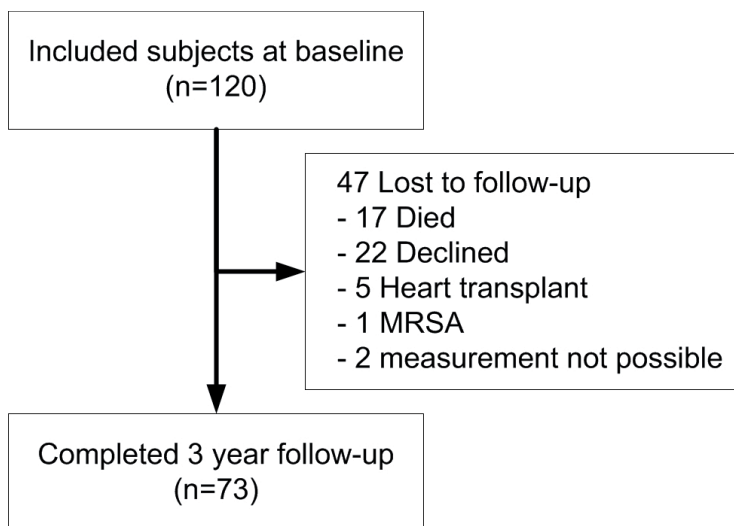 Included subjects at baseline
(n=120)
47 Lost to follow-up
- 17 Died
- 22 Declined
- 5 Heart transplant
- 1 MRSA
- 2 measurement not possible
Completed 3 year follow-up
(n=73)